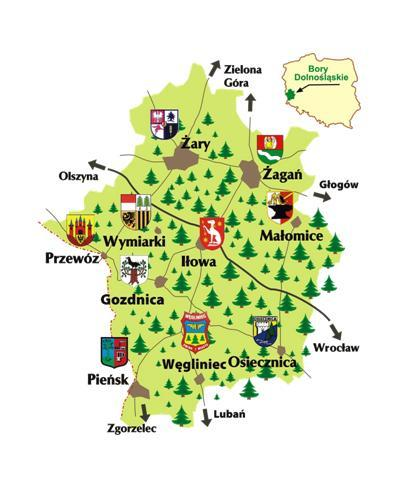 Bory
Dolnośląskie
Zielona
Góra
Żary
Żagań
Olszyna
Głogów
Wymiarki
Małomice
Przewóz
Iłowa
Gozdnica
WĘGLINIEC
Wrocław
Węgliniec
Osiecznica
Pieńsk
Lubań
Zgorzelec